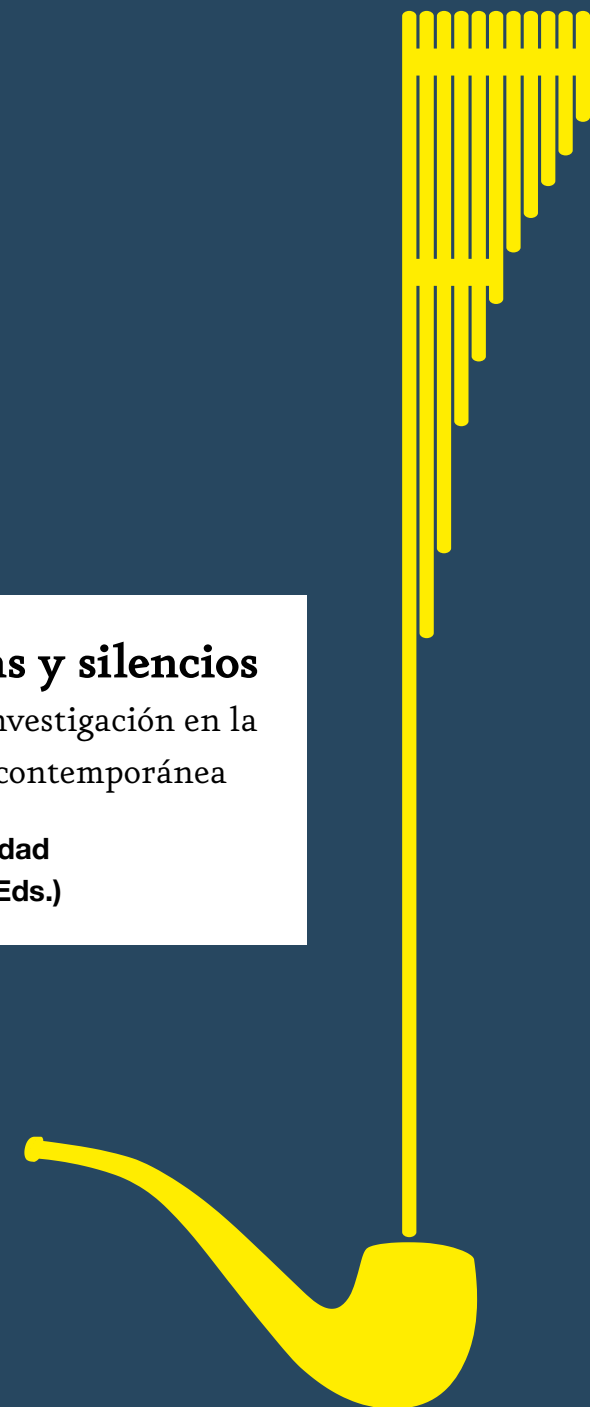 s y silencios
nvestigación en la
contemporánea
dad
Eds.)